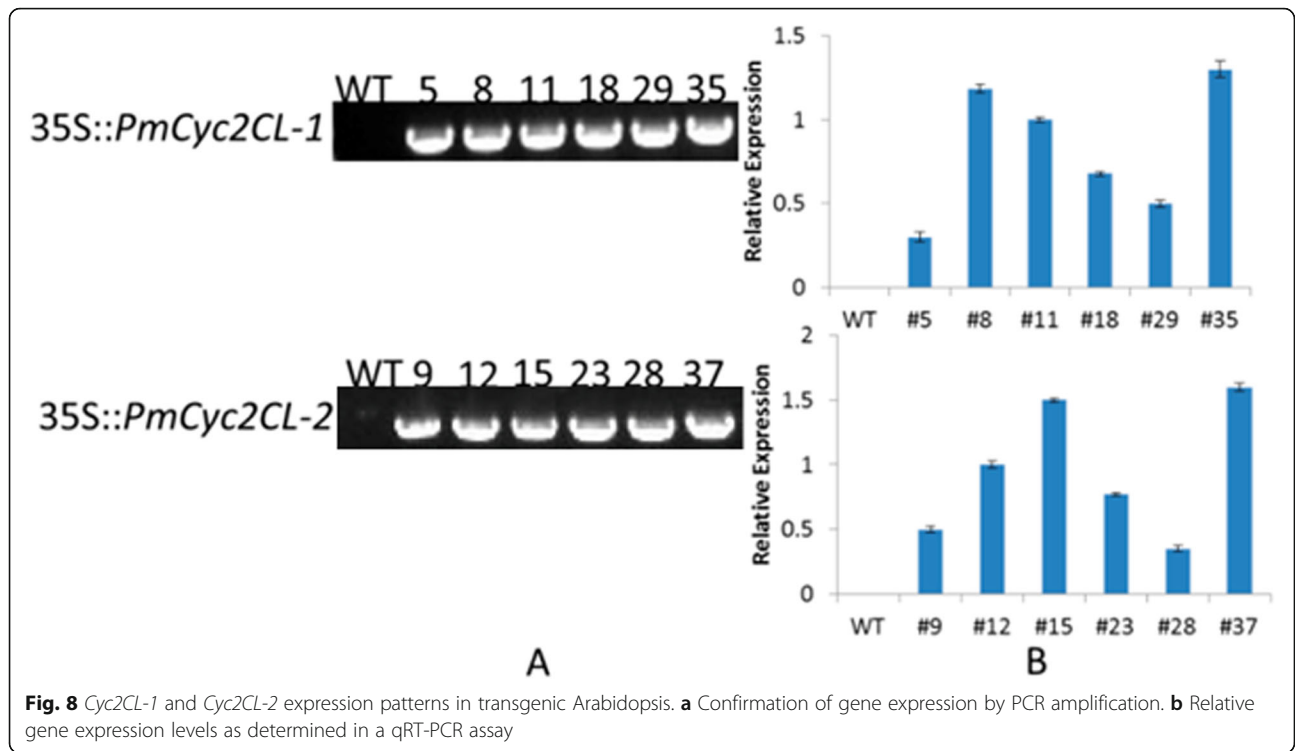 WT 5 8 11 18 29 35
35S::PmCyc2CL-1
1.5
1
0.5
0
Relative Expression
WT #5 #8 #11 #18 #29 #35
WT 9 12 15 23 28 37
35S::PmCyc2CL-2
2
1.5
1
0.5
0
Relative Expression
WT #9 #12 #15 #23 #28 #37
A
B
Fig. 8 Cyc2CL-1 and Cyc2CL-2 expression patterns in transgenic Arabidopsis. a Confirmation of gene expression by PCR amplification. b Relative
gene expression levels as determined in a qRT-PCR assay